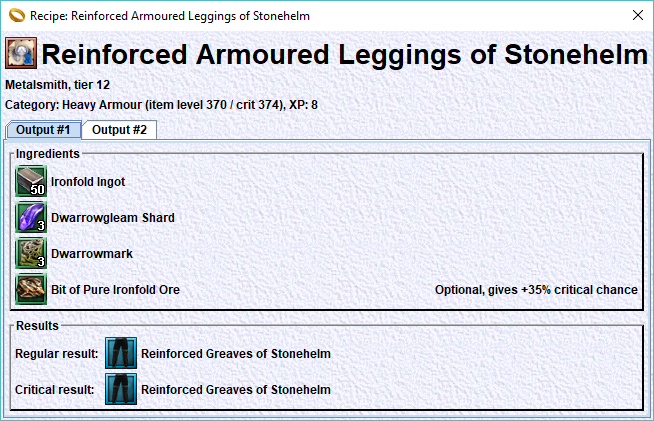 Recipe: Reinforced Armoured Leggings of Stonehelm
Reinforced Armoured Leggings of Stonehelm
Metalsmith, tier 12
Category: Heavy Armour (item level 370 / crit 374), XP: 8
Output #1 Output #2
Ingredients
50 Ironfold Ingot
3 Dwarrowgleam Shard
3 Dwarrowmark
Bit of Pure Ironfold Ore Optional, gives +35% critical chance
Results
Regular result: Reinforced Greaves of Stonehelm
Critical result: Reinforced Greaves of Stonehelm